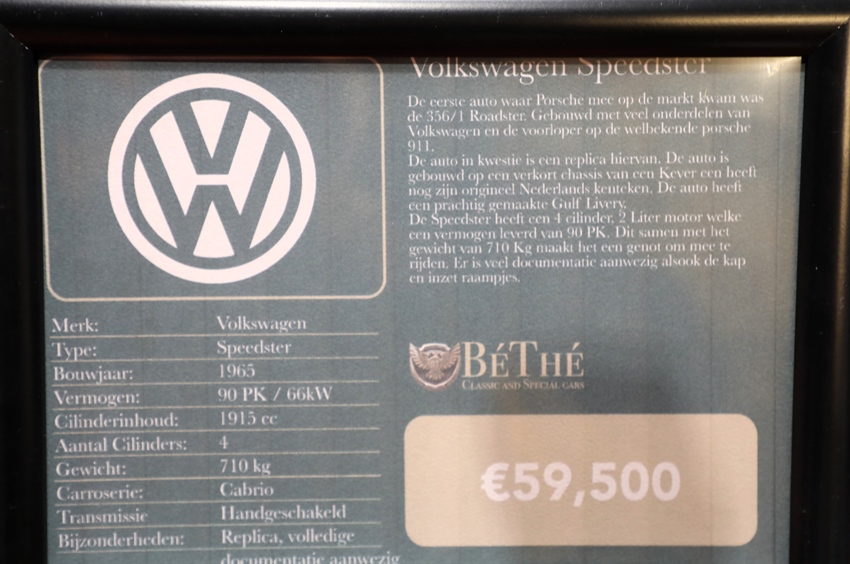 Volkswagen Speedster
De eerste auto waar Porsche mee op de markt kwam was
de 356/1 Roadster. Gebouwd met veel onderdelen van
Volkswagen en de voorloper op de welbekende porsche
911.
De auto in kwestie is een replica hiervan. De auto is
gebouwd op een verkort chassis van een Kever een heeft
nog zijn origineel Nederlands kenteken. De auto heeft
een prachtig gemaakte Gulf Livery.
De Speedster heeft een 4 cilinder, 2 Liter motor welke
een vermogen leverd van 90 PK. Dit samen met het
gewicht van 710 Kg maakt het een genot om mee te
rijden. Er is veel documentatie aanwezig alsook de kap
en inzet raampjes.
Merk: Volkswagen
Type: Speedster
Bouwjaar: 1965
Vermogen: 90 PK / 66kW
Cilinderinhoud: 1915 cc
Aantal Cilinders: 4
Gewicht: 710 kg
Carroserie: Cabrio
Transmissie Handgeschakeld
Bijzonderheden: Replica, volledige
documentatie aanwezig
BéThé
Classic and Special cars
€59,500